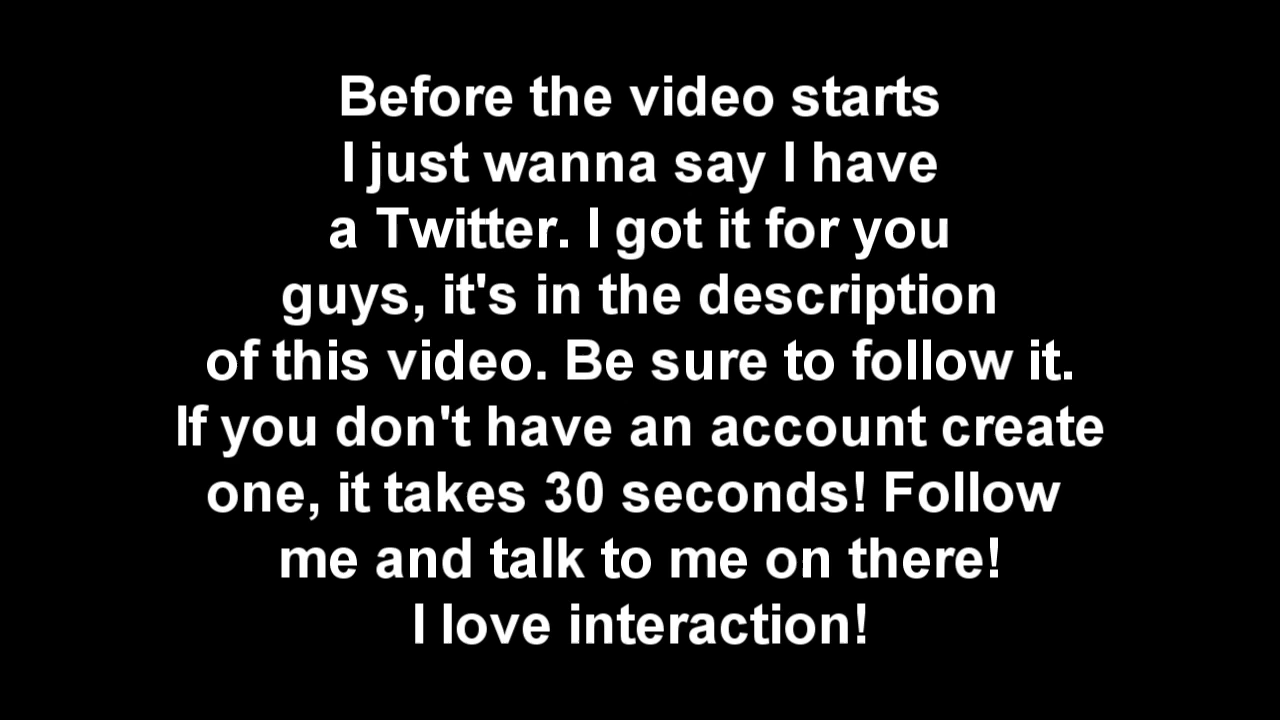 Before the video starts
I just wanna say I have
a Twitter. I got it for you
guys, it's in the description
of this video. Be sure to follow it.
If you don't have an account create
one, it takes 30 seconds! Follow
me and talk to me on there!
I love interaction!